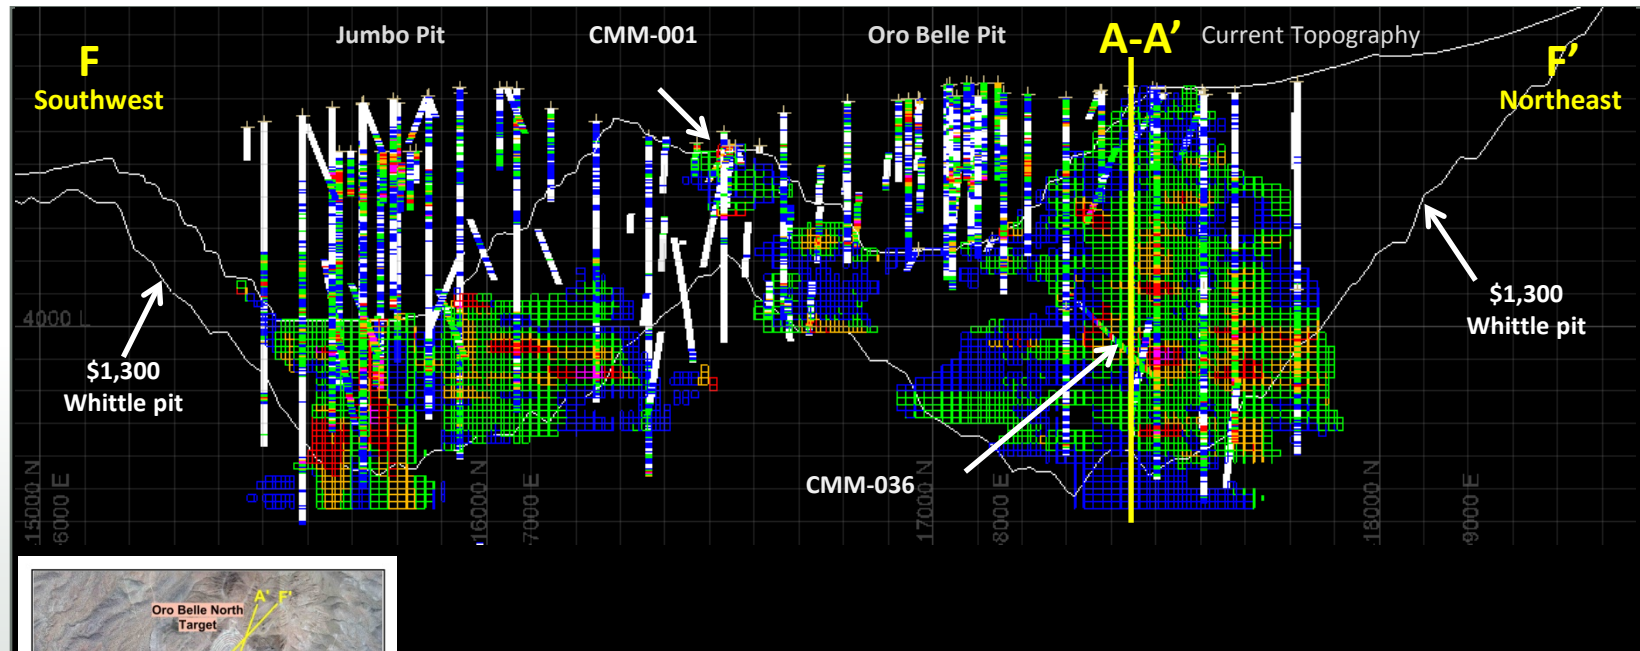 Jumbo Pit
CMM-001
Oro Belle Pit
A-A’
Current Topography
F
Southwest
F’
Northeast
4000 L
$1,300
Whittle pit
$1,300
Whittle pit
CMM-036
15000 N
6000 E
16000 N
7000 E
17000 N
8000 E
18000 N
9000 E
A' F'
Oro Belle North
Target